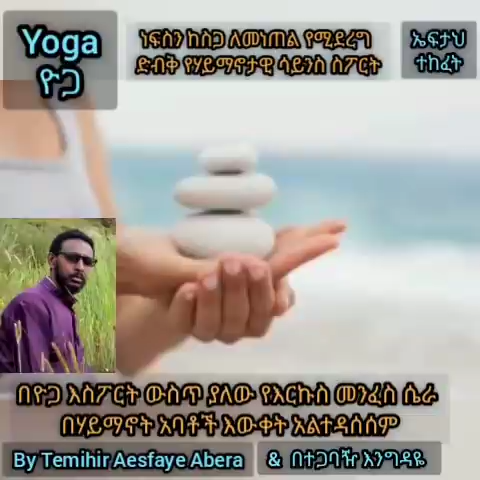 Yoga
ዮጋ
ነፍስን ከስጋ ለመነጠል የሚደረግ
ድብቅ የሃይማኖታዊ ሳይንስ ስፖርት
ኤፍታህ
ተከፈት
በዮጋ እስፖርት ውስጥ ያለው የእርኩስ መንፈስ ሴራ
በሃይማኖት አባቶች እውቀት አልተዳሰሰም
By Temihir Aesfaye Abera
& በተጋባዥ እንግዳዬ